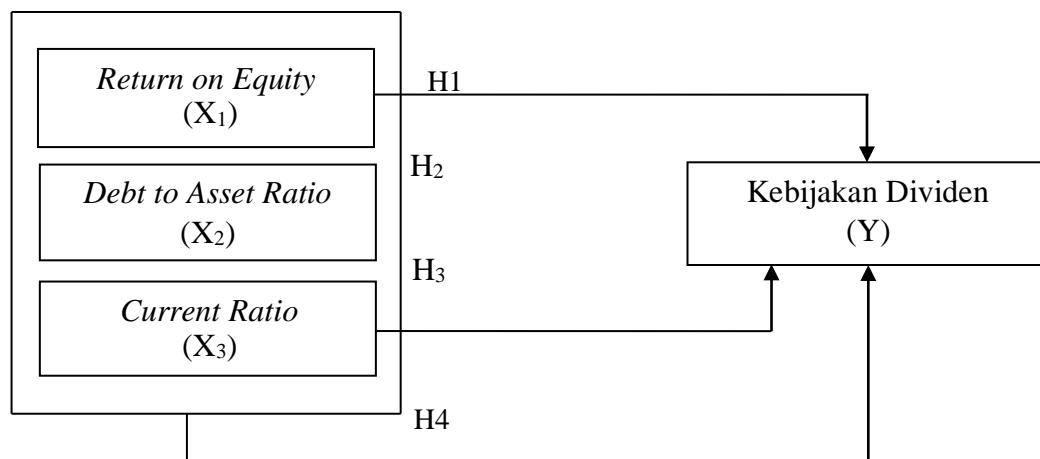 Return on Equity
(X₁)
H1
H₂
Debt to Asset Ratio
(X₂)
Kebijakan Dividen
(Y)
H₃
Current Ratio
(X₃)
H4